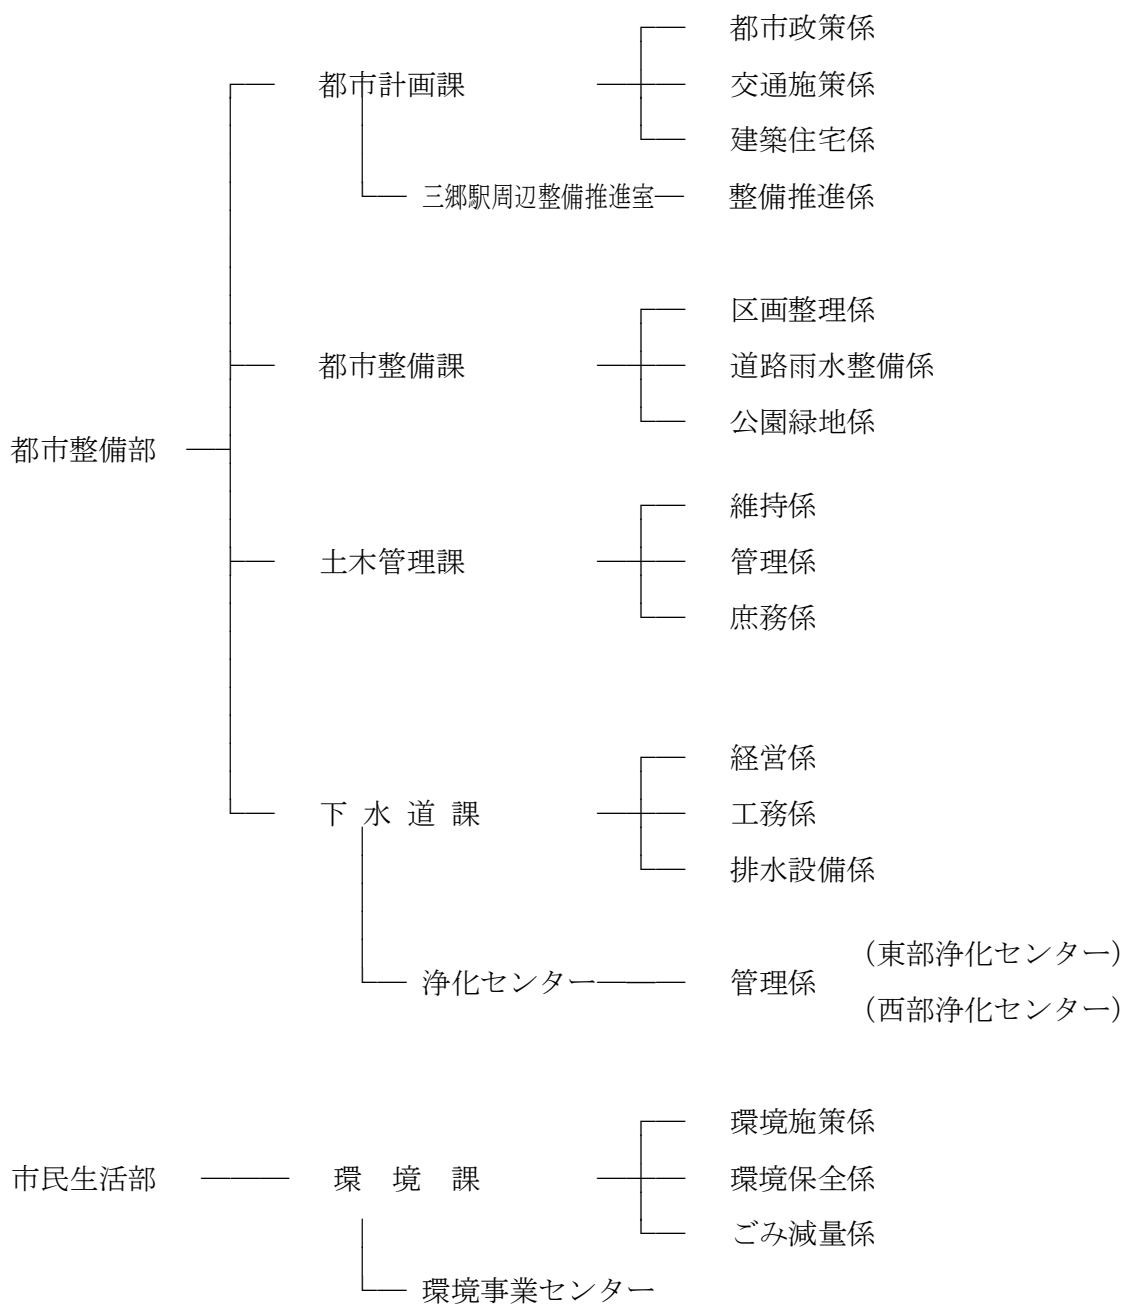 都市政策係
都市計画課 交通施策係
建築住宅係
三郷駅周辺整備推進室 整備推進係
区画整理係
都市整備課 道路雨水整備係
公園緑地係
都市整備部
維持係
土木管理課 管理係
庶務係
経営係
下水道課 工務係
排水設備係
(東部浄化センター)
浄化センター 管理係
(西部浄化センター)
環境施策係
市民生活部 環境課 環境保全係
ごみ減量係
環境事業センター